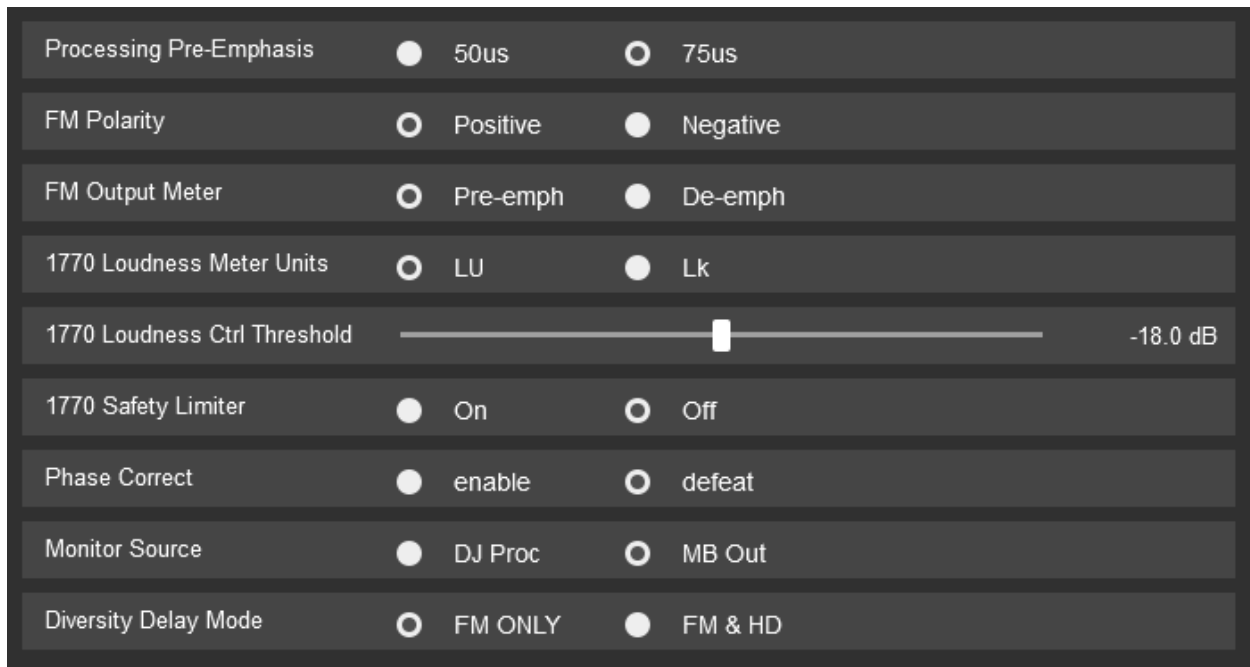 Processing Pre-Emphasis 50us 75us
FM Polarity Positive Negative
FM Output Meter Pre-emph De-emph
1770 Loudness Meter Units LU Lk
1770 Loudness Ctrl Threshold -18.0 dB
1770 Safety Limiter On Off
Phase Correct enable defeat
Monitor Source DJ Proc MB Out
Diversity Delay Mode FM ONLY FM & HD